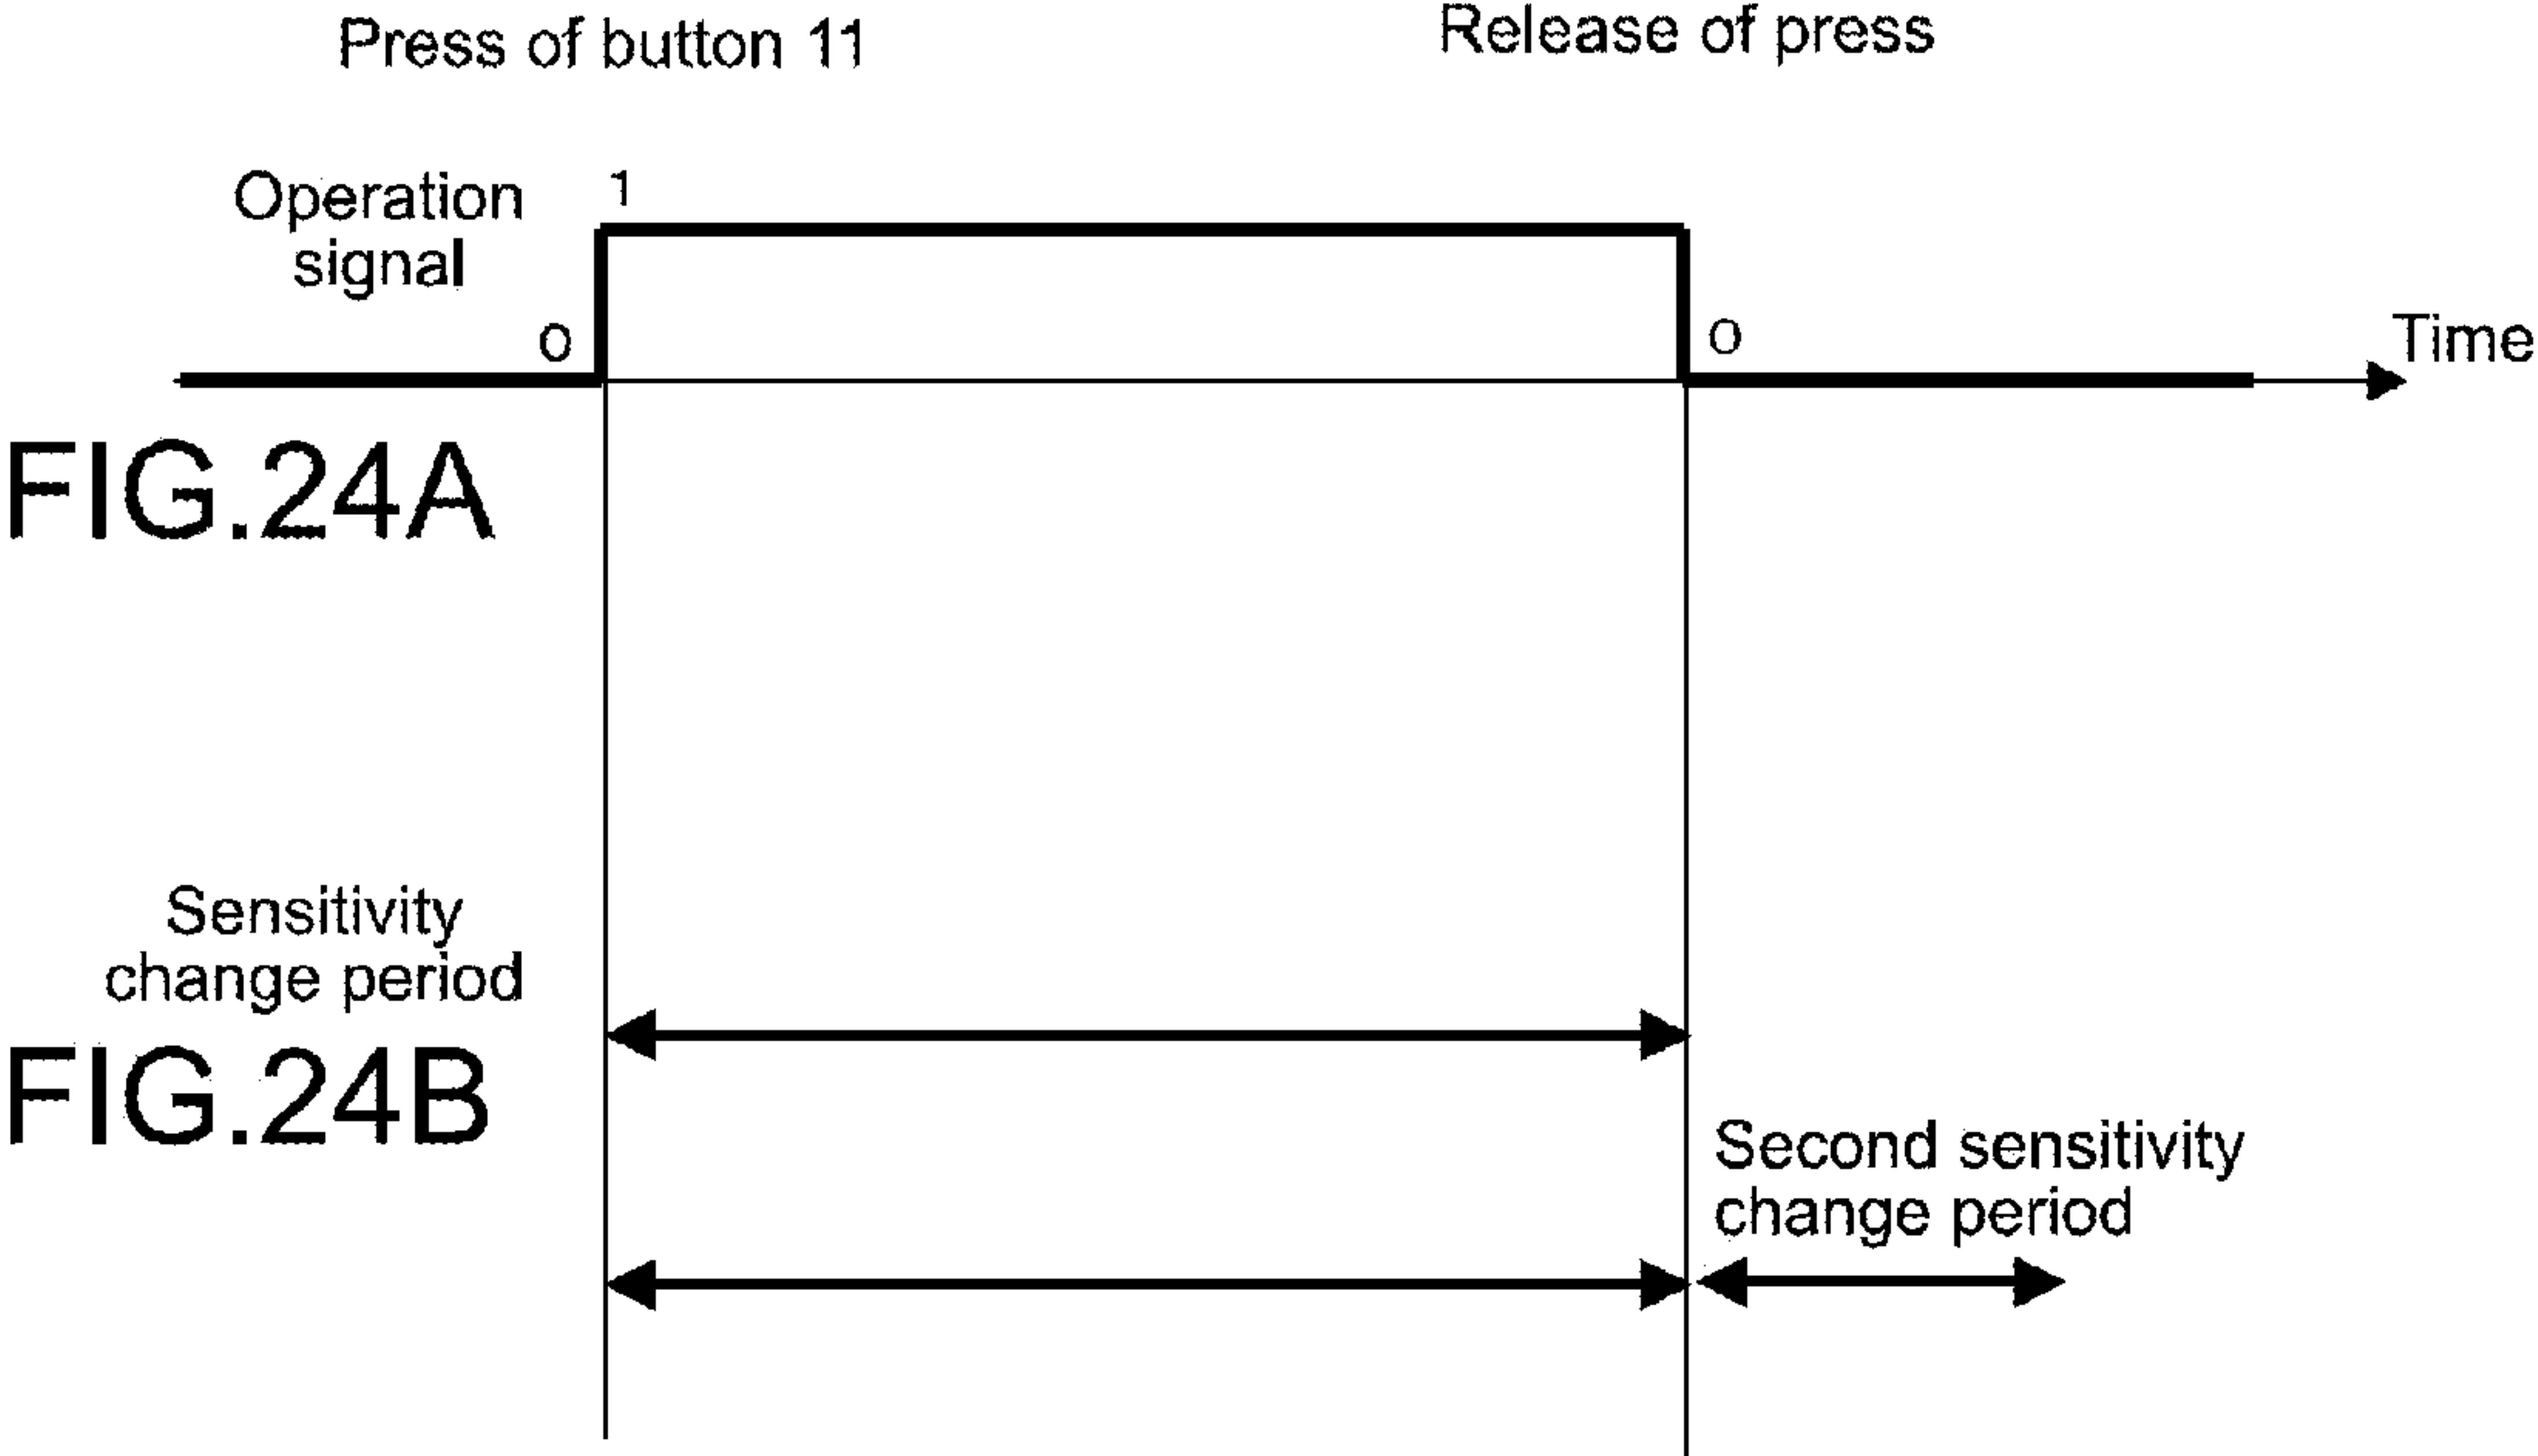 Press of button 11
Release of press
Operation
signal
1
0
0
Time
FIG.24A
Sensitivity
change period
FIG.24B
Second sensitivity
change period